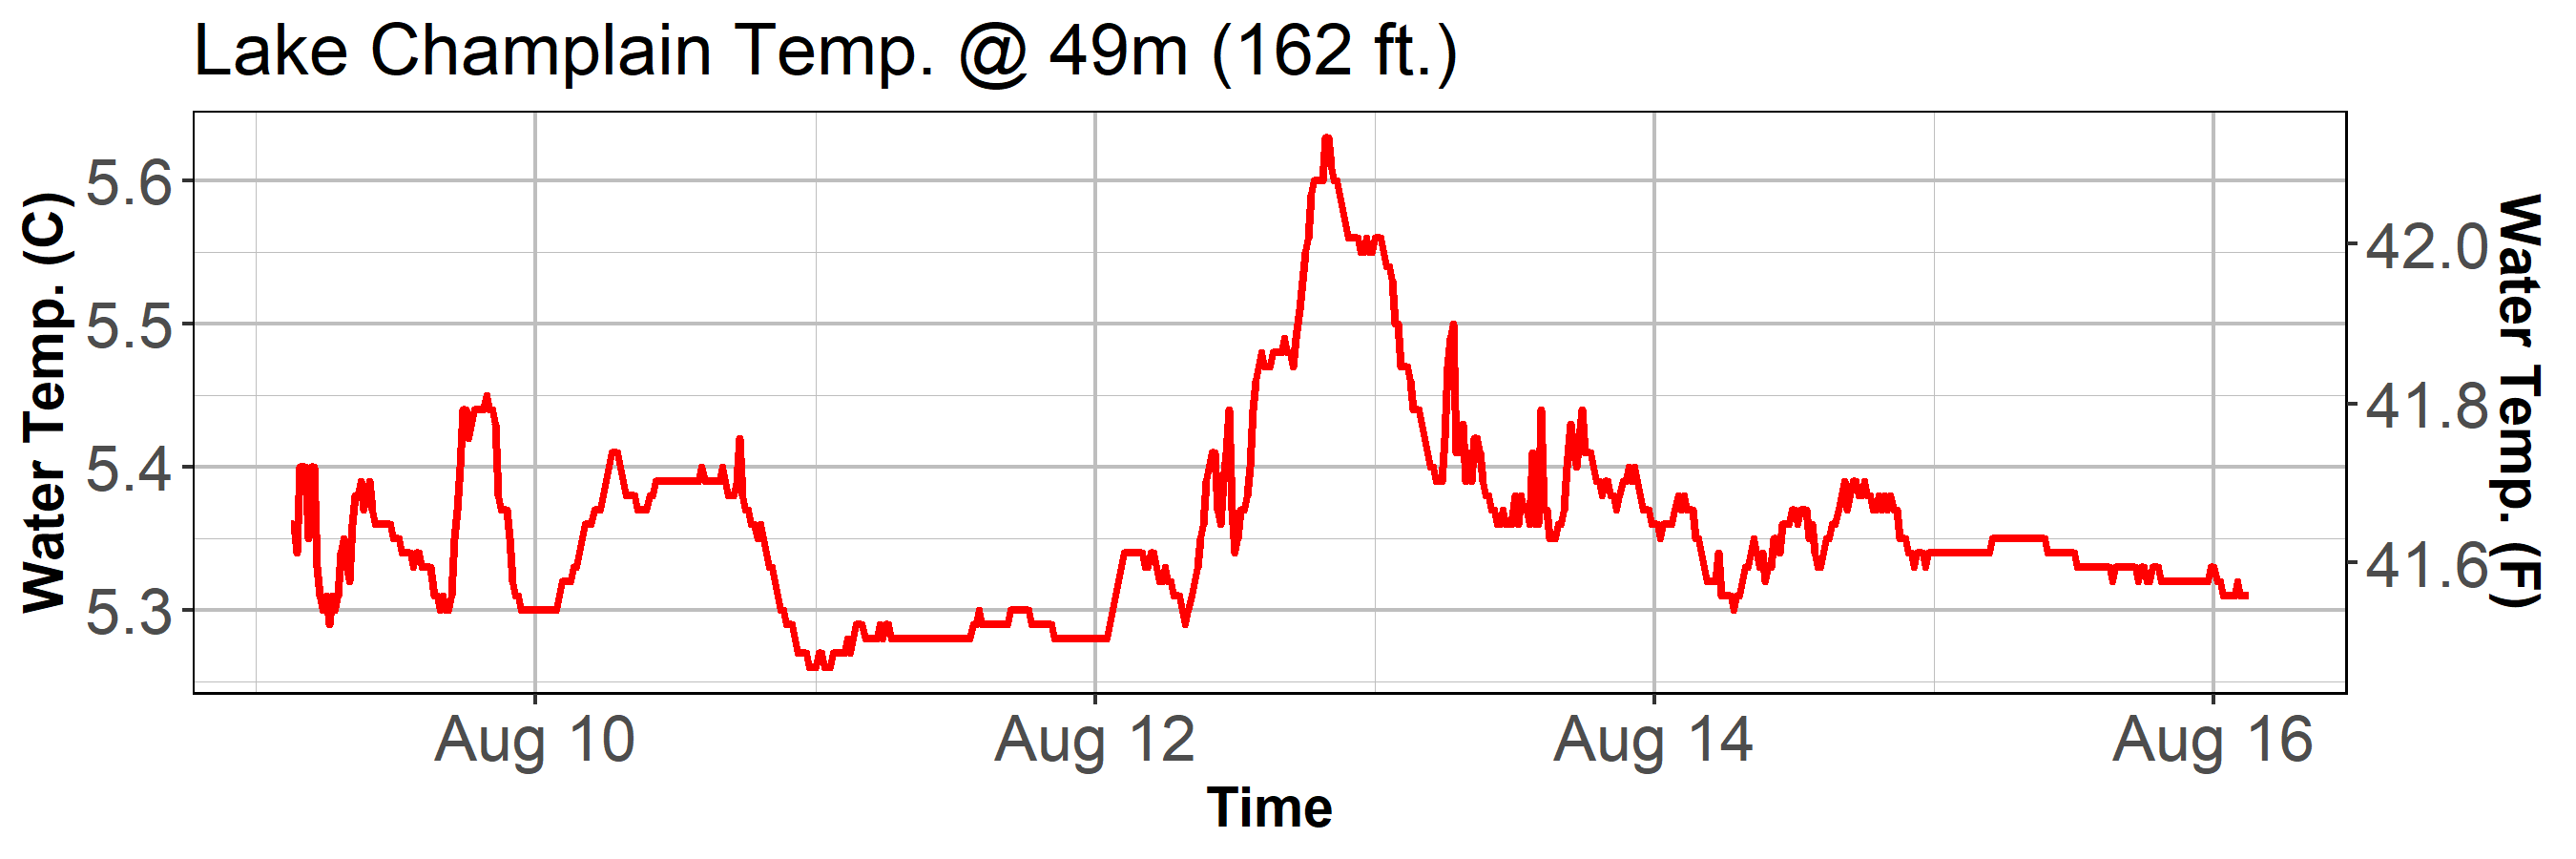 Lake Champlain Temp. @ 49m (162 ft.)
Water Temp. (C)
5.6
5.5
5.4
5.3
42.0
41.8
41.6
Water Temp. (F)
Aug 10
Aug 12
Aug 14
Aug 16
Time